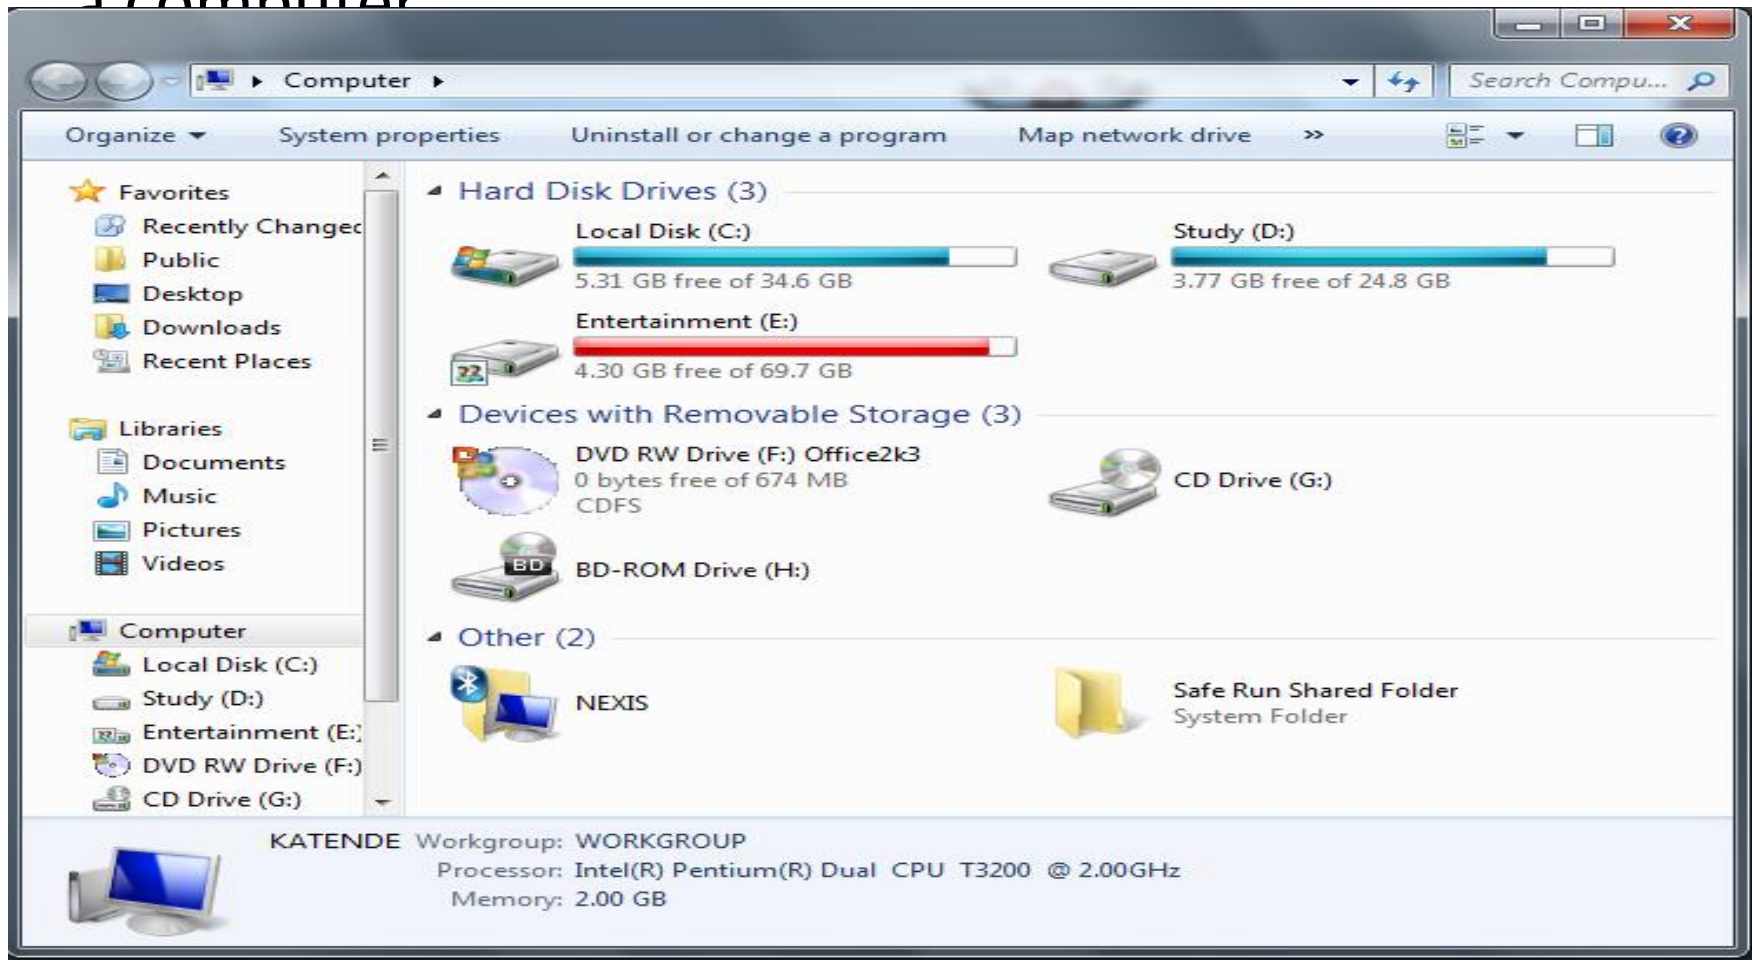 a computer
Computer
Search Compu...
Organize
System properties
Uninstall or change a program
Map network drive
»
Favorites
Recently Changed
Public
Desktop
Downloads
Recent Places
Libraries
Documents
Music
Pictures
Videos
Computer
Local Disk (C:)
Study (D:)
Entertainment (E:
DVD RW Drive (F:)
CD Drive (G:)
Hard Disk Drives (3)
Local Disk (C:)
5.31 GB free of 34.6 GB
Study (D:)
3.77 GB free of 24.8 GB
Entertainment (E:)
4.30 GB free of 69.7 GB
Devices with Removable Storage (3)
DVD RW Drive (F:) Office2k3
0 bytes free of 674 MB
CDFS
CD Drive (G:)
BD
BD-ROM Drive (H:)
Other (2)
NEXIS
Safe Run Shared Folder
System Folder
KATENDE Workgroup: WORKGROUP
Processor: Intel(R) Pentium(R) Dual CPU T3200 @ 2.00GHz
Memory: 2.00 GB